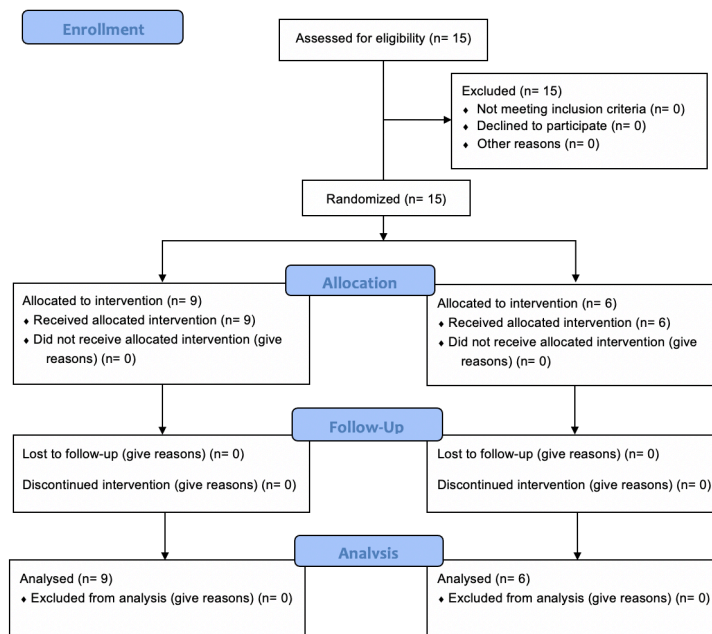 Enrollment
Assessed for eligibility (n= 15)
Excluded (n= 15)
♦ Not meeting inclusion criteria (n= 0)
♦ Declined to participate (n= 0)
♦ Other reasons (n= 0)
Randomized (n= 15)
Allocation
Allocated to intervention (n= 9)
♦ Received allocated intervention (n= 9)
♦ Did not receive allocated intervention (give
reasons) (n= 0)
Allocated to intervention (n= 6)
♦ Received allocated intervention (n= 6)
♦ Did not receive allocated intervention (give
reasons) (n= 0)
Follow-Up
Lost to follow-up (give reasons) (n= 0)
Discontinued intervention (give reasons) (n= 0)
Lost to follow-up (give reasons) (n= 0)
Discontinued intervention (give reasons) (n= 0)
Analysis
Analysed (n= 9)
♦ Excluded from analysis (give reasons) (n= 0)
Analysed (n= 6)
♦ Excluded from analysis (give reasons) (n= 0)